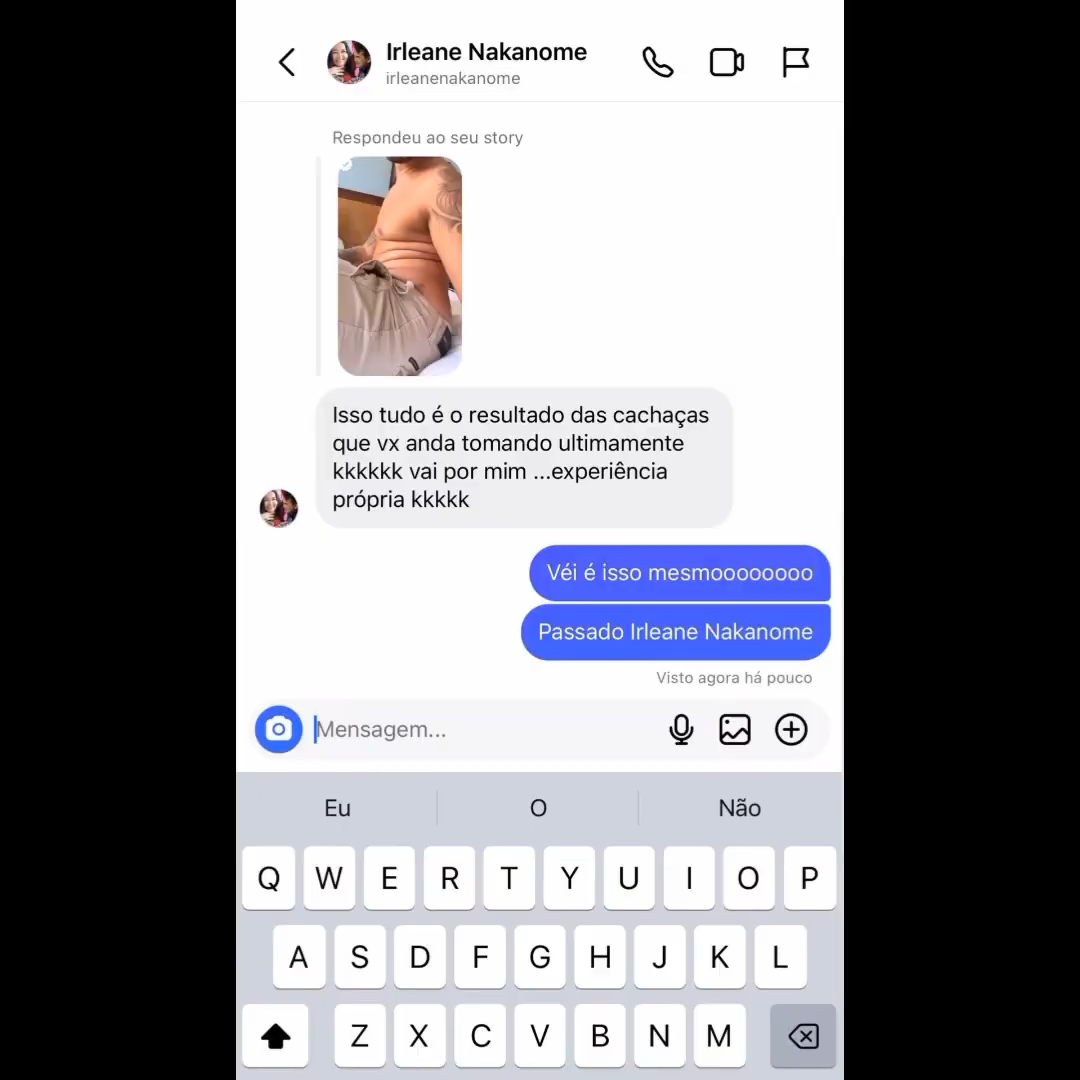 Irleane Nakanome
irleanenakanome
Respondeu ao seu story
Isso tudo é o resultado das cachaças
que vx anda tomando ultimamente
kkkkkk vai por mim ...experiência
própria kkkkk
Véi é isso mesmoooooooo
Passado Irleane Nakanome
Visto agora há pouco
Mensagem...
Eu O Não
Q W E R T Y U I O P
A S D F G H J K L
Z X C V B N M